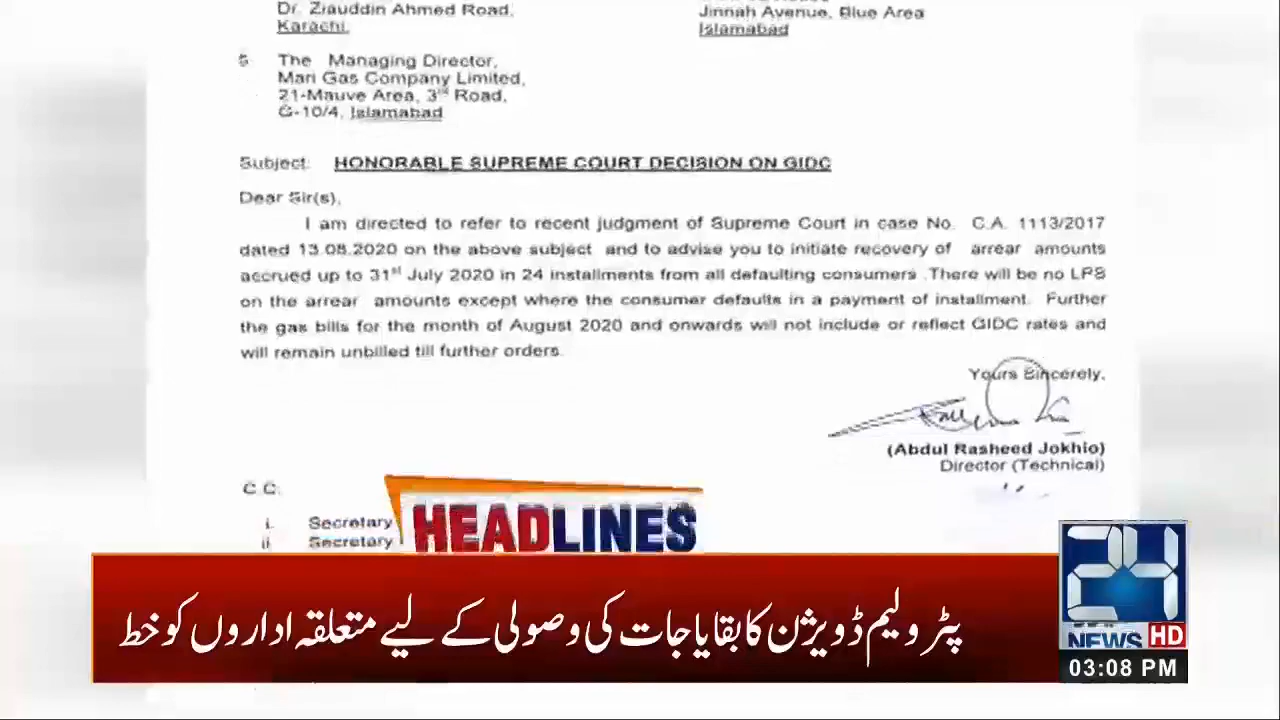 Dr. Ziauddin Ahmed Road,
Karachi.
Jinnah Avenue, Blue Area
Islamabad
5 The Managing Director,
Mari Gas Company Limited,
21-Mauve Area, 3rd Road,
G-10/4, Islamabad
Subject: HONORABLE SUPREME COURT DECISION ON GIDC
Dear Sir(s),
I am directed to refer to recent judgment of Supreme Court in case No. C.A. 1113/2017
dated 13.08.2020 on the above subject and to advise you to initiate recovery of arrear amounts
accrued up to 31st July 2020 in 24 installments from all defaulting consumers .There will be no LPS
on the arrear amounts except where the consumer defaults in a payment of installment. Further
the gas bills for the month of August 2020 and onwards will not include or reflect GIDC rates and
will remain unbilled till further orders.
Yours Sincerely,
(Abdul Rasheed Jokhio)
Director (Technical)
C.C.
i. Secretary
ii Secretary
HEADLINES
پٹرولیم ڈویژن کا بقایا جات کی وصولی کے لیے متعلقہ اداروں کو خط
24
NEWS HD
03:08 PM